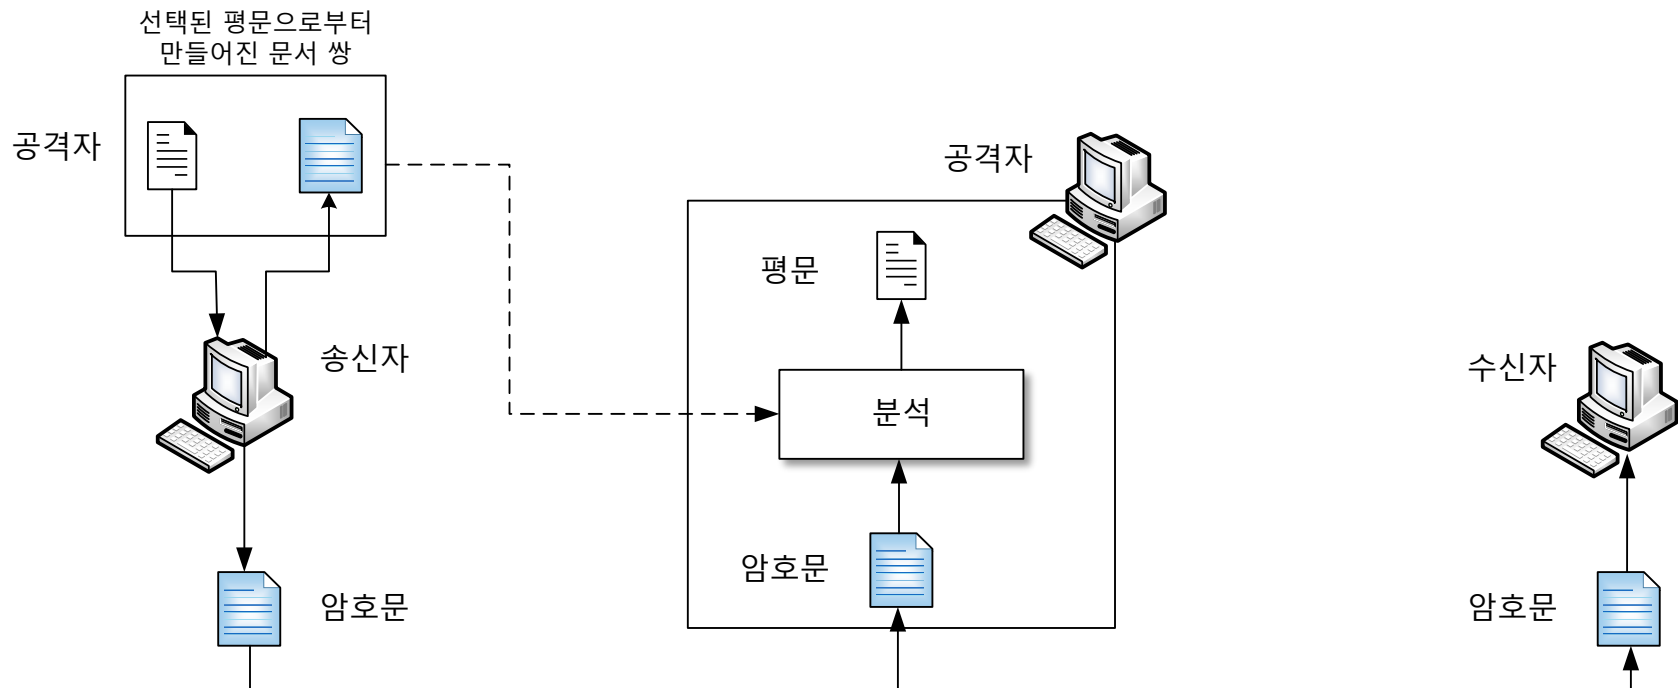 선택된 평문으로부터
만들어진 문서 쌍
공격자
송신자
암호문
공격자
평문
분석
암호문
수신자
암호문